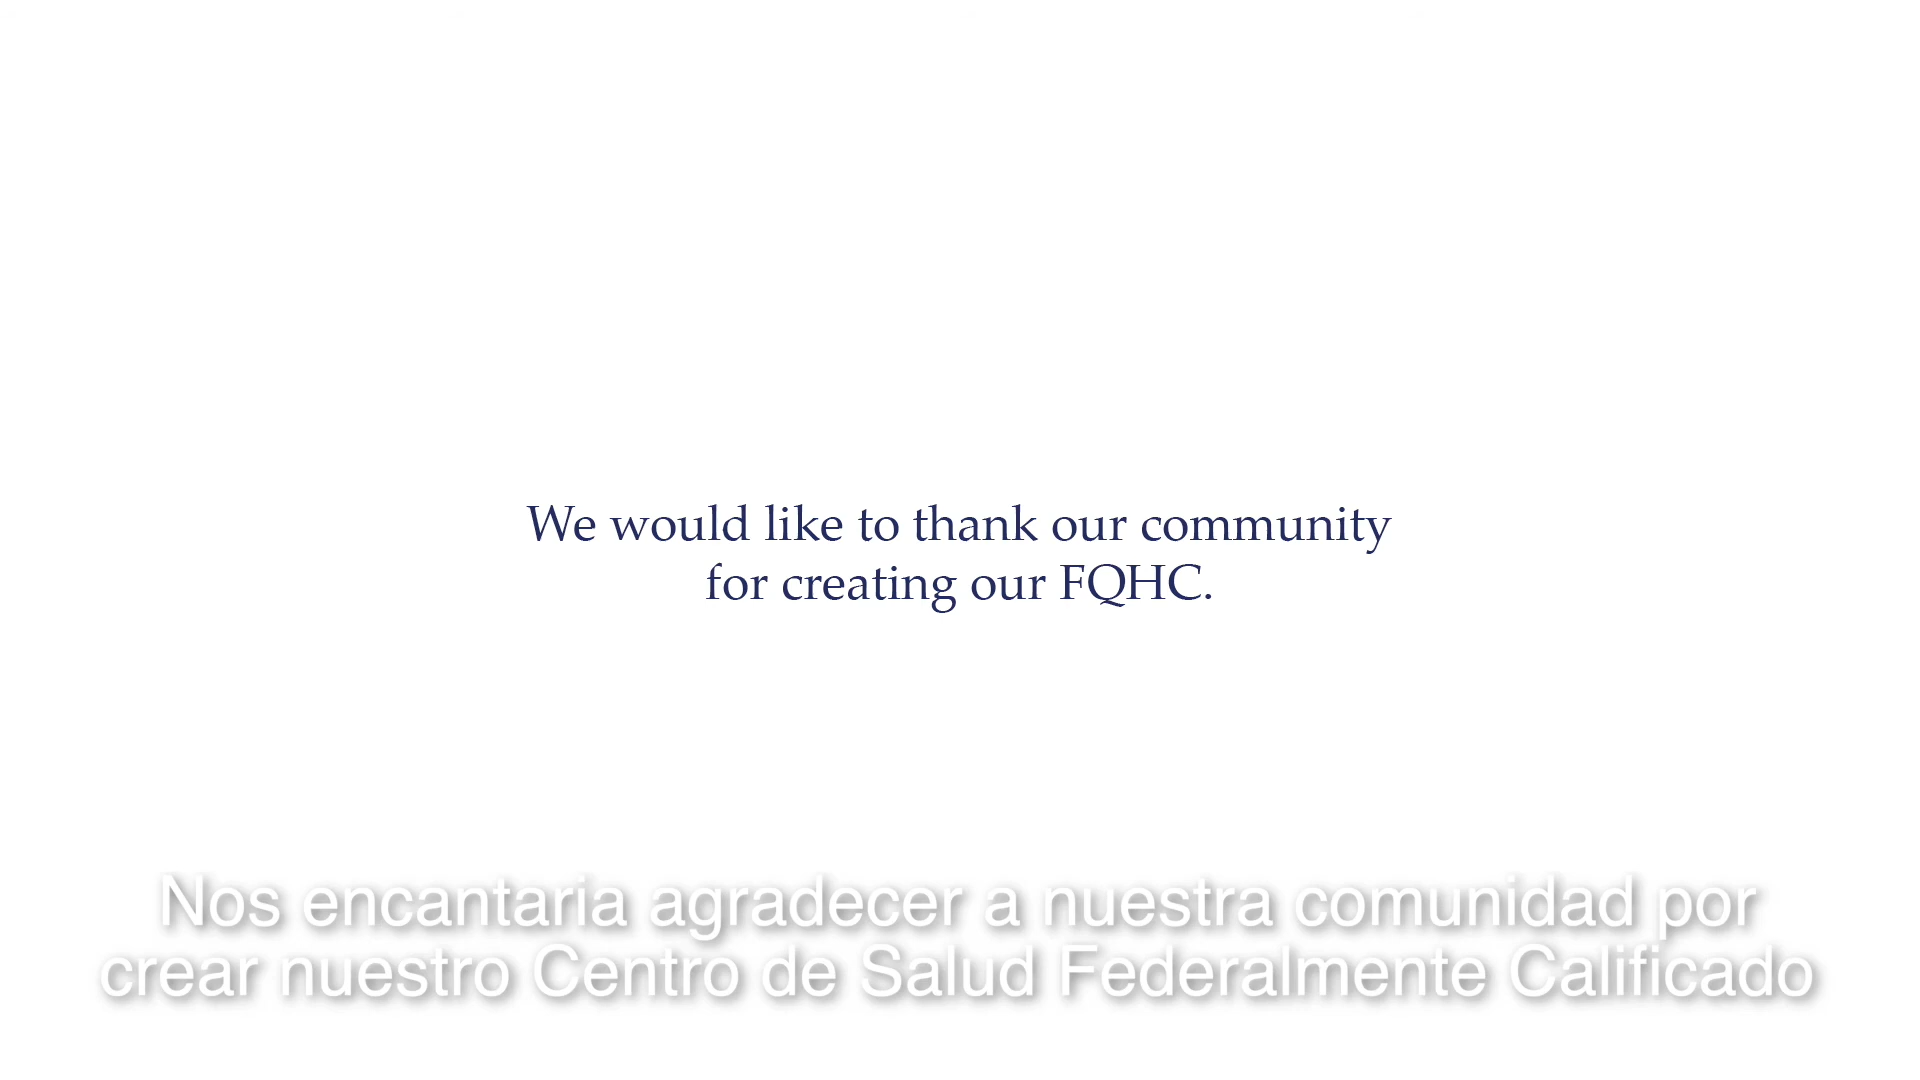 We would like to thank our community
for creating our FQHC.
Nos encantaria agradecer a nuestra comunidad por
crear nuestro Centro de Salud Federalmente Calificado